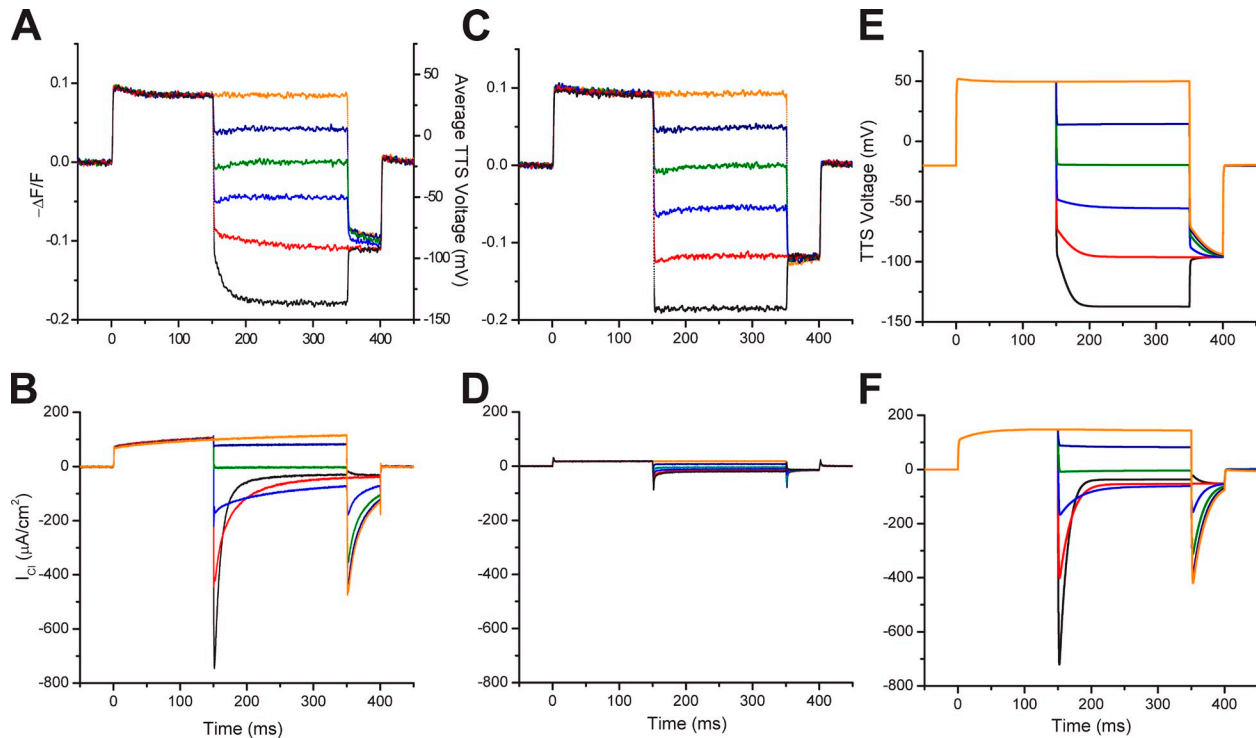 A
C
E
0.1
0.0
-0.1
-0.2
−ΔF/F
50
0
-50
-100
-150
Average TTS Voltage (mV)
0 100 200 300 400
0.1
0.0
-0.1
-0.2
0 100 200 300 400
50
0
-50
-100
-150
TTS Voltage (mV)
0 100 200 300 400
B
D
F
200
0
-200
-400
-600
-800
I_Cl (µA/cm²)
0 100 200 300 400
Time (ms)
200
0
-200
-400
-600
-800
0 100 200 300 400
Time (ms)
200
0
-200
-400
-600
-800
0 100 200 300 400
Time (ms)